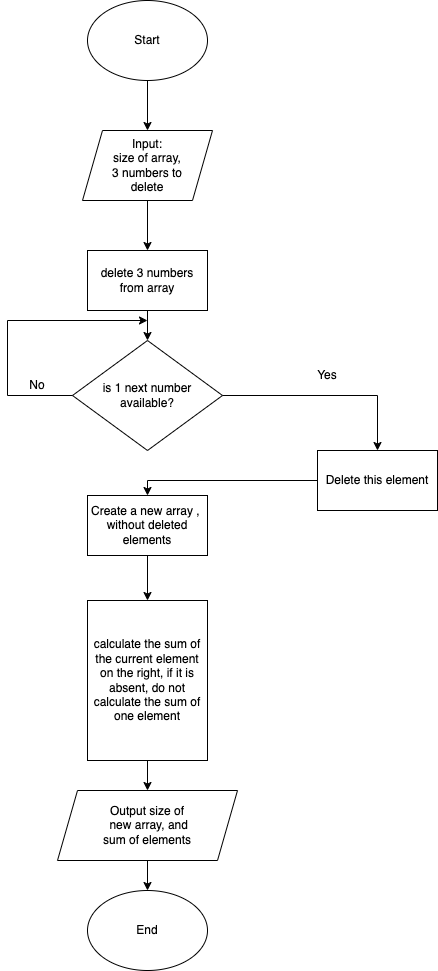 Start
Input:
size of array,
3 numbers to
delete
delete 3 numbers
from array
No
is 1 next number
available?
Yes
Delete this element
Create a new array ,
without deleted
elements
calculate the sum of
the current element
on the right, if it is
absent, do not
calculate the sum of
one element
Output size of
new array, and
sum of elements
End